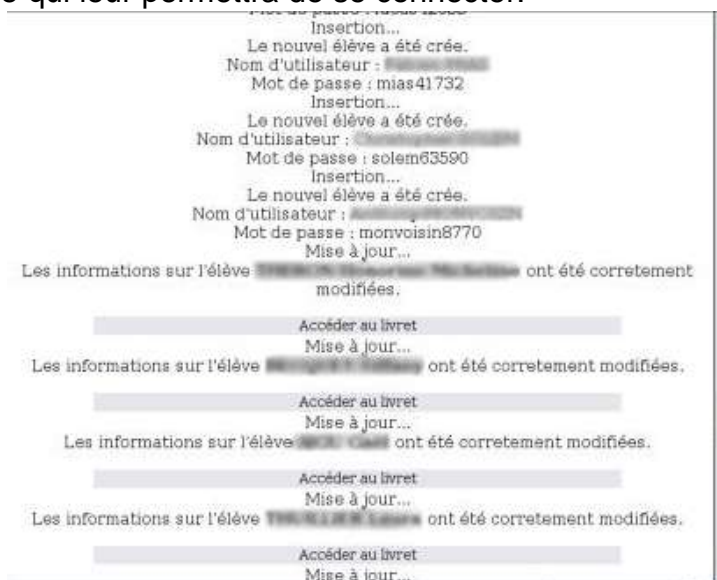 qui leur permettra de se connecter.
Mot de passe :
Insertion...
Le nouvel élève a été crée.
Nom d'utilisateur :
Mot de passe : mias41732
Insertion...
Le nouvel élève a été crée.
Nom d'utilisateur :
Mot de passe : solem63590
Insertion...
Le nouvel élève a été crée.
Nom d'utilisateur :
Mot de passe : monvoisin8770
Mise à jour...
Les informations sur l'élève ont été corretement
modifiées.
Accéder au livret
Mise à jour...
Les informations sur l'élève ont été corretement modifiées.
Accéder au livret
Mise à jour...
Les informations sur l'élève ont été corretement modifiées.
Accéder au livret
Mise à jour...
Les informations sur l'élève ont été corretement modifiées.
Accéder au livret
Mise à jour...